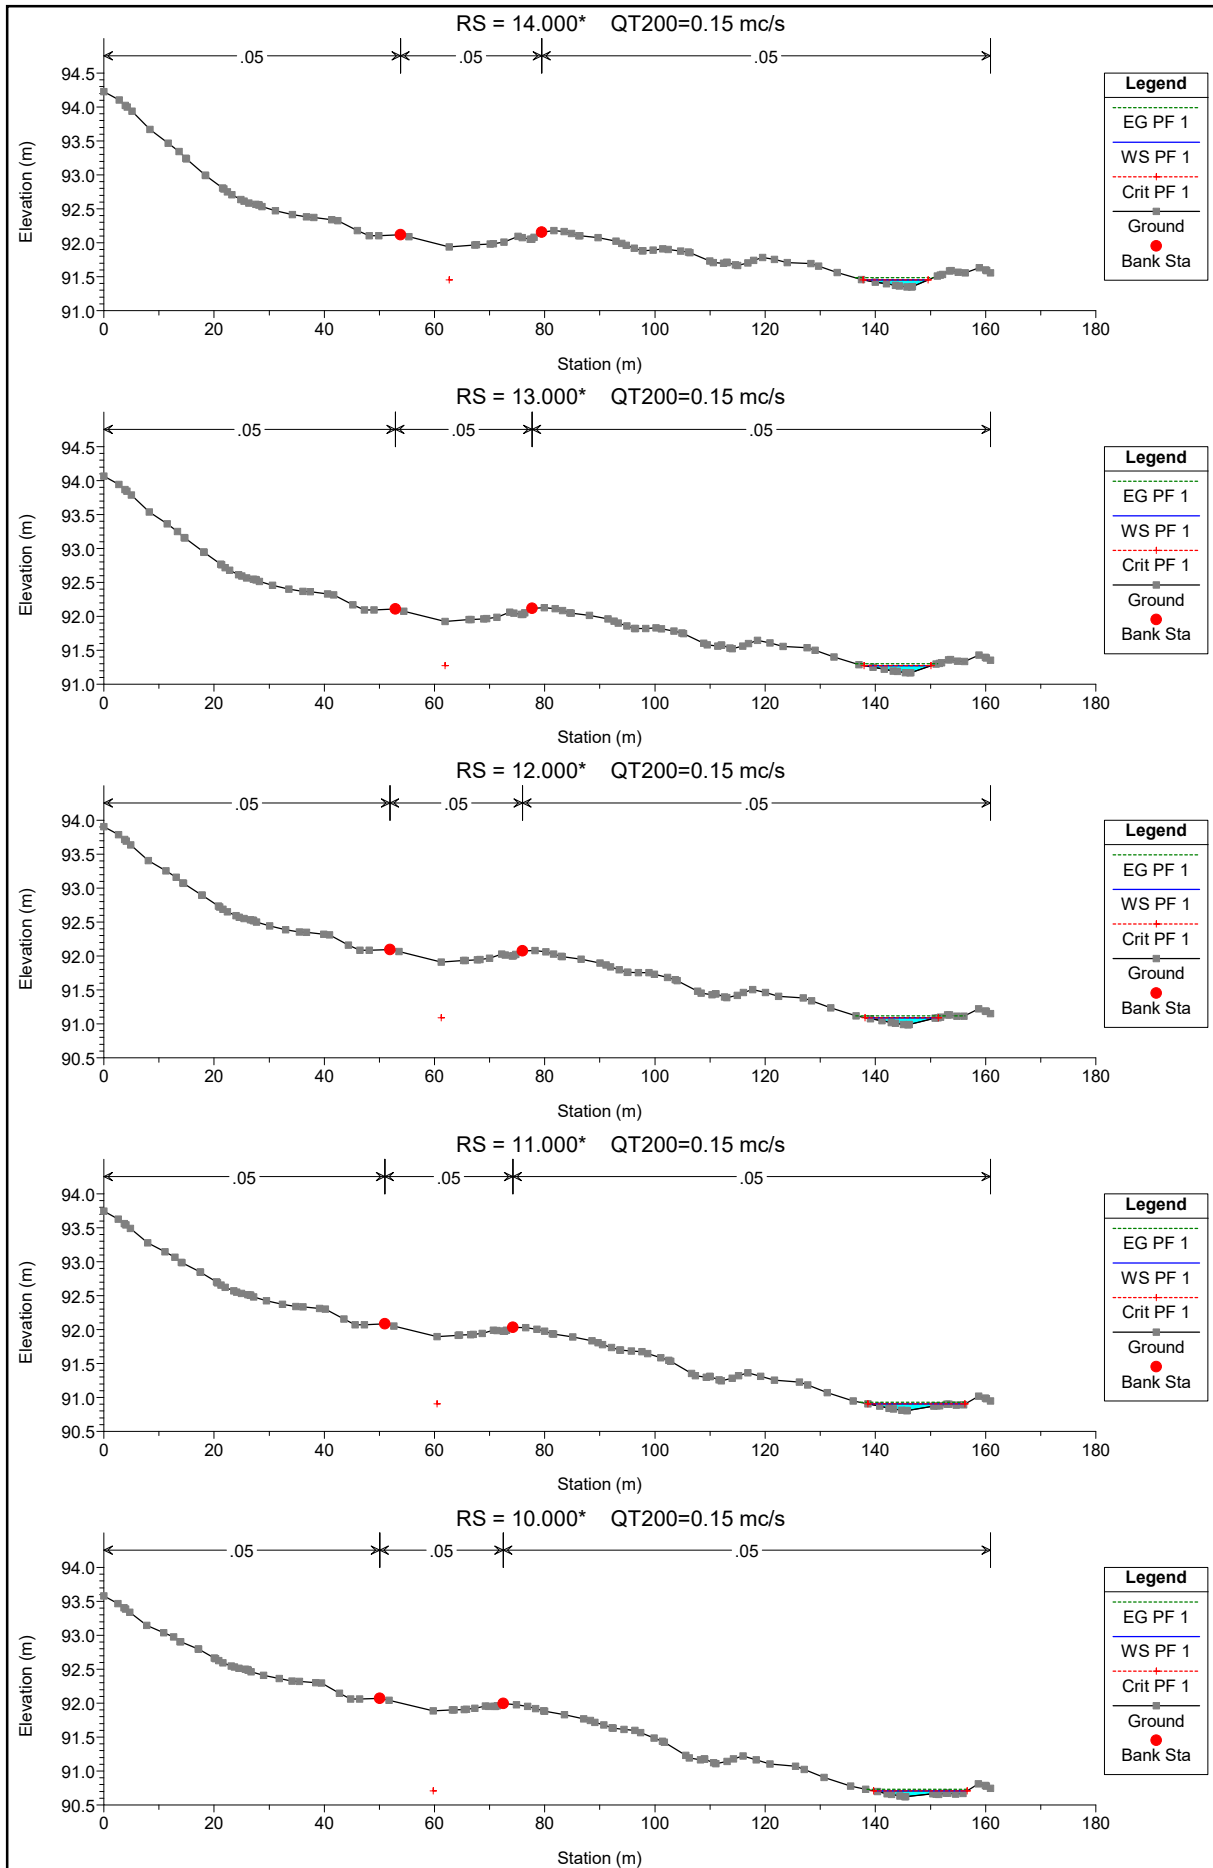 RS = 14.000* QT200=0.15 mc/s
.05 .05 .05
94.5
94.0
93.5
93.0
92.5
92.0
91.5
91.0
Elevation (m)
0 20 40 60 80 100 120 140 160 180
Station (m)
Legend
EG PF 1
WS PF 1
Crit PF 1
Ground
Bank Sta
RS = 13.000* QT200=0.15 mc/s
.05 .05 .05
94.5
94.0
93.5
93.0
92.5
92.0
91.5
91.0
Elevation (m)
0 20 40 60 80 100 120 140 160 180
Station (m)
Legend
EG PF 1
WS PF 1
Crit PF 1
Ground
Bank Sta
RS = 12.000* QT200=0.15 mc/s
.05 .05 .05
94.0
93.5
93.0
92.5
92.0
91.5
91.0
90.5
Elevation (m)
0 20 40 60 80 100 120 140 160 180
Station (m)
Legend
EG PF 1
WS PF 1
Crit PF 1
Ground
Bank Sta
RS = 11.000* QT200=0.15 mc/s
.05 .05 .05
94.0
93.5
93.0
92.5
92.0
91.5
91.0
90.5
Elevation (m)
0 20 40 60 80 100 120 140 160 180
Station (m)
Legend
EG PF 1
WS PF 1
Crit PF 1
Ground
Bank Sta
RS = 10.000* QT200=0.15 mc/s
.05 .05 .05
94.0
93.5
93.0
92.5
92.0
91.5
91.0
90.5
Elevation (m)
0 20 40 60 80 100 120 140 160 180
Station (m)
Legend
EG PF 1
WS PF 1
Crit PF 1
Ground
Bank Sta